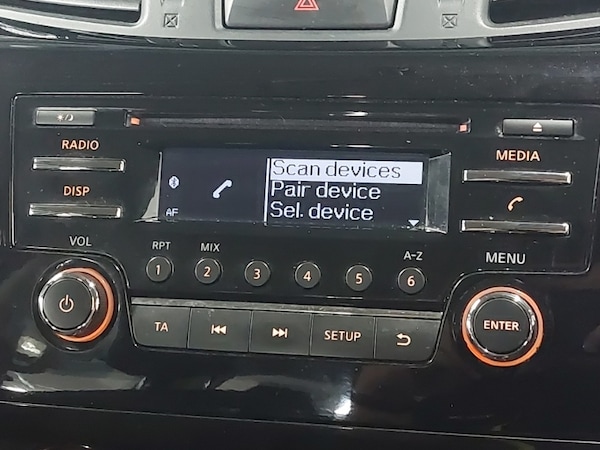 RADIO
MEDIA
DISP
Scan devices
Pair device
Sel. device
AF
VOL
RPT
MIX
A-Z
MENU
1
2
3
4
5
6
TA
SETUP
ENTER